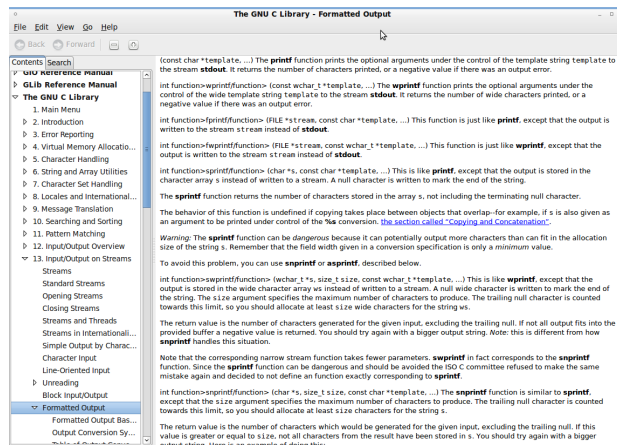 The GNU C Library - Formatted Output
File Edit View Go Help
Back Forward
Contents Search
GIO Reference Manual
GLib Reference Manual
The GNU C Library
1. Main Menu
2. Introduction
3. Error Reporting
4. Virtual Memory Allocatio...
5. Character Handling
6. String and Array Utilities
7. Character Set Handling
8. Locales and International...
9. Message Translation
10. Searching and Sorting
11. Pattern Matching
12. Input/Output Overview
13. Input/Output on Streams
Streams
Standard Streams
Opening Streams
Closing Streams
Streams and Threads
Streams in Internationali...
Simple Output by Charac...
Character Input
Line-Oriented Input
Unreading
Block Input/Output
Formatted Output
Formatted Output Bas...
Output Conversion Sy...
Table of Output Conve...
(const char *template, ...) The printf function prints the optional arguments under the control of the template string template to
the stream stdout. It returns the number of characters printed, or a negative value if there was an output error.
int function>wprintf/function> (const wchar_t *template, ...) The wprintf function prints the optional arguments under the
control of the wide template string template to the stream stdout. It returns the number of wide characters printed, or a
negative value if there was an output error.
int function>fprintf/function> (FILE *stream, const char *template, ...) This function is just like printf, except that the output is
written to the stream stream instead of stdout.
int function>fwprintf/function> (FILE *stream, const wchar_t *template, ...) This function is just like wprintf, except that the
output is written to the stream stream instead of stdout.
int function>sprintf/function> (char *s, const char *template, ...) This is like printf, except that the output is stored in the
character array s instead of written to a stream. A null character is written to mark the end of the string.
The sprintf function returns the number of characters stored in the array s, not including the terminating null character.
The behavior of this function is undefined if copying takes place between objects that overlap--for example, if s is also given as
an argument to be printed under control of the %s conversion. the section called "Copying and Concatenation".
Warning: The sprintf function can be dangerous because it can potentially output more characters than can fit in the allocation
size of the string s. Remember that the field width given in a conversion specification is only a minimum value.
To avoid this problem, you can use snprintf or asprintf, described below.
int function>swprintf/function> (wchar_t *s, size_t size, const wchar_t *template, ...) This is like wprintf, except that the
output is stored in the wide character array ws instead of written to a stream. A null wide character is written to mark the end of
the string. The size argument specifies the maximum number of characters to produce. The trailing null character is counted
towards this limit, so you should allocate at least size wide characters for the string ws.
The return value is the number of characters generated for the given input, excluding the trailing null. If not all output fits into the
provided buffer a negative value is returned. You should try again with a bigger output string. Note: this is different from how
snprintf handles this situation.
Note that the corresponding narrow stream function takes fewer parameters. swprintf in fact corresponds to the snprintf
function. Since the sprintf function can be dangerous and should be avoided the ISO C committee refused to make the same
mistake again and decided to not define an function exactly corresponding to sprintf.
int function>snprintf/function> (char *s, size_t size, const char *template, ...) The snprintf function is similar to sprintf,
except that the size argument specifies the maximum number of characters to produce. The trailing null character is counted
towards this limit, so you should allocate at least size characters for the string s.
The return value is the number of characters which would be generated for the given input, excluding the trailing null. If this
value is greater or equal to size, not all characters from the result have been stored in s. You should try again with a bigger
output string. Here is an example of doing this: